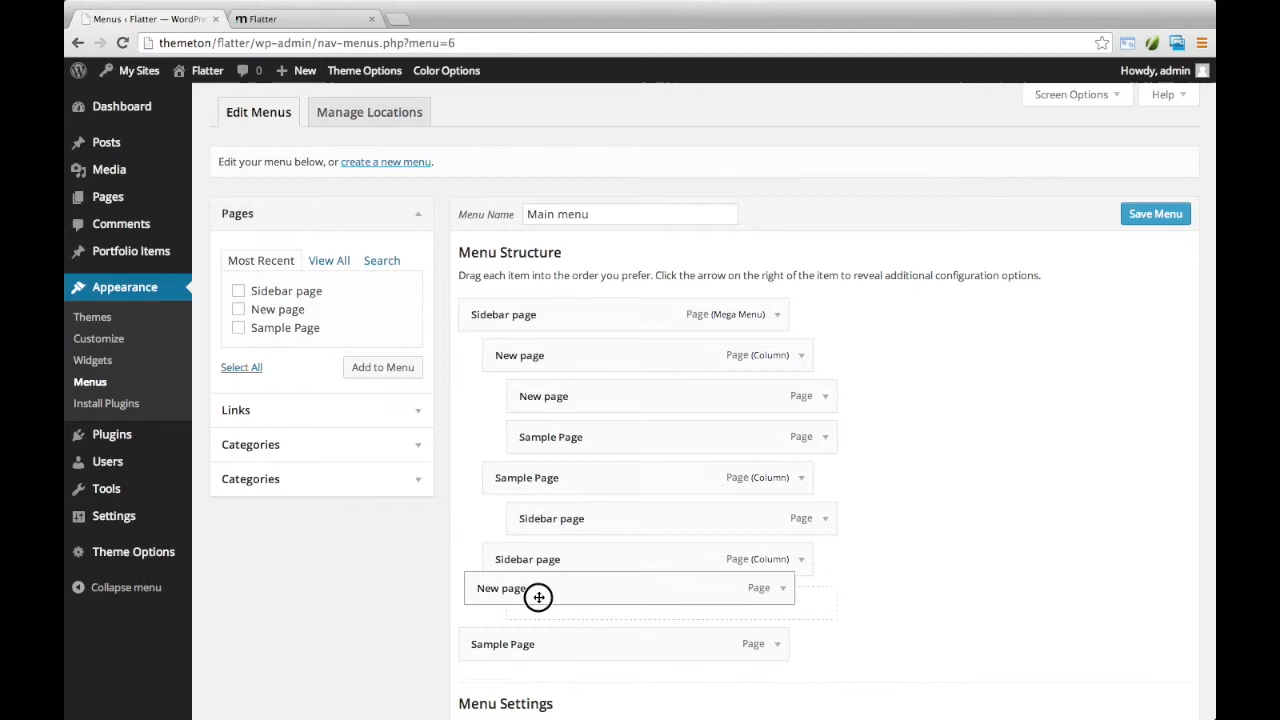 Menus ‹ Flatter — WordPre
Flatter
themeton/flatter/wp-admin/nav-menus.php?menu=6
My Sites
Flatter
0
New
Theme Options
Color Options
Howdy, admin
Dashboard
Posts
Media
Pages
Comments
Portfolio Items
Appearance
Themes
Customize
Widgets
Menus
Install Plugins
Plugins
Users
Tools
Settings
Theme Options
Collapse menu
Screen Options
Help
Edit Menus
Manage Locations
Edit your menu below, or create a new menu.
Pages
Most Recent
View All
Search
Sidebar page
New page
Sample Page
Select All
Add to Menu
Links
Categories
Categories
Menu Name
Main menu
Save Menu
Menu Structure
Drag each item into the order you prefer. Click the arrow on the right of the item to reveal additional configuration options.
Sidebar page Page (Mega Menu)
New page Page (Column)
New page Page
Sample Page Page
Sample Page Page (Column)
Sidebar page Page
Sidebar page Page (Column)
New page Page
Sample Page Page
Menu Settings